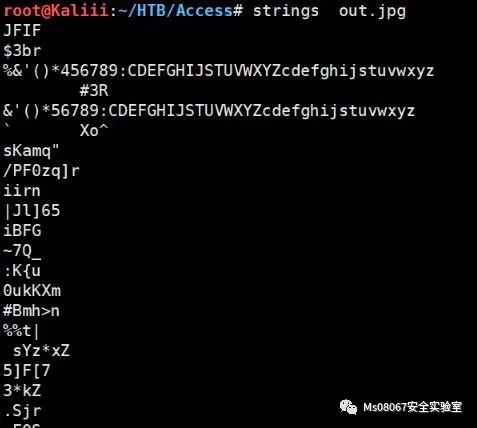 root@Kaliii:~/HTB/Access# strings  out.jpg
JFIF
$3br
%&'()*456789:CDEFGHIJSTUVWXYZcdefghijstuvwxyz
        #3R
&'()*56789:CDEFGHIJSTUVWXYZcdefghijstuvwxyz
`       Xo^
sKamq"
/PF0zq]r
iirn
|Jl]65
iBFG
~7Q_
:K{u
0ukKXm
#Bmh>n
%%t|
 sYz*xZ
5]F[7
3*kZ
.Sjr
Ms08067安全实验室